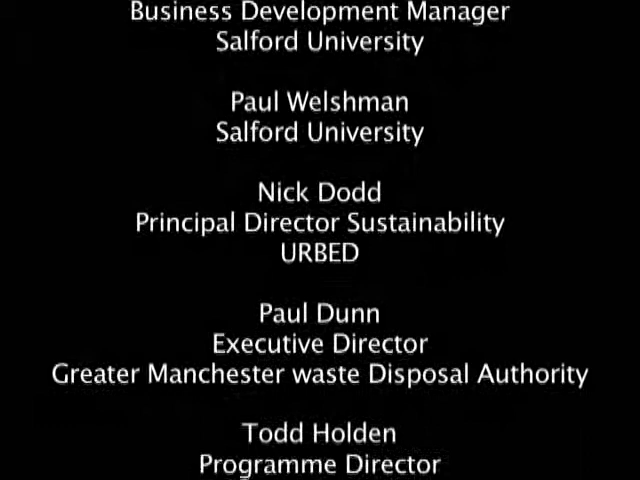 Business Development Manager
Salford University
Paul Welshman
Salford University
Nick Dodd
Principal Director Sustainability
URBED
Paul Dunn
Executive Director
Greater Manchester waste Disposal Authority
Todd Holden
Programme Director